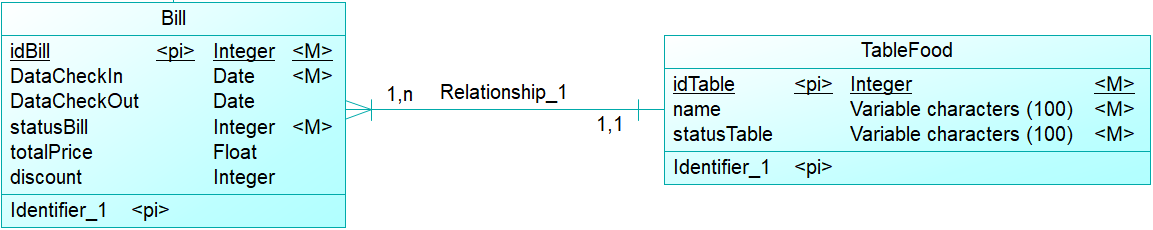 Bill
idBill <pi> Integer <M>
DataCheckIn Date <M>
DataCheckOut Date
statusBill Integer <M>
totalPrice Float
discount Integer
Identifier_1 <pi>
1,n
Relationship_1
1,1
TableFood
idTable <pi> Integer <M>
name Variable characters (100) <M>
statusTable Variable characters (100) <M>
Identifier_1 <pi>